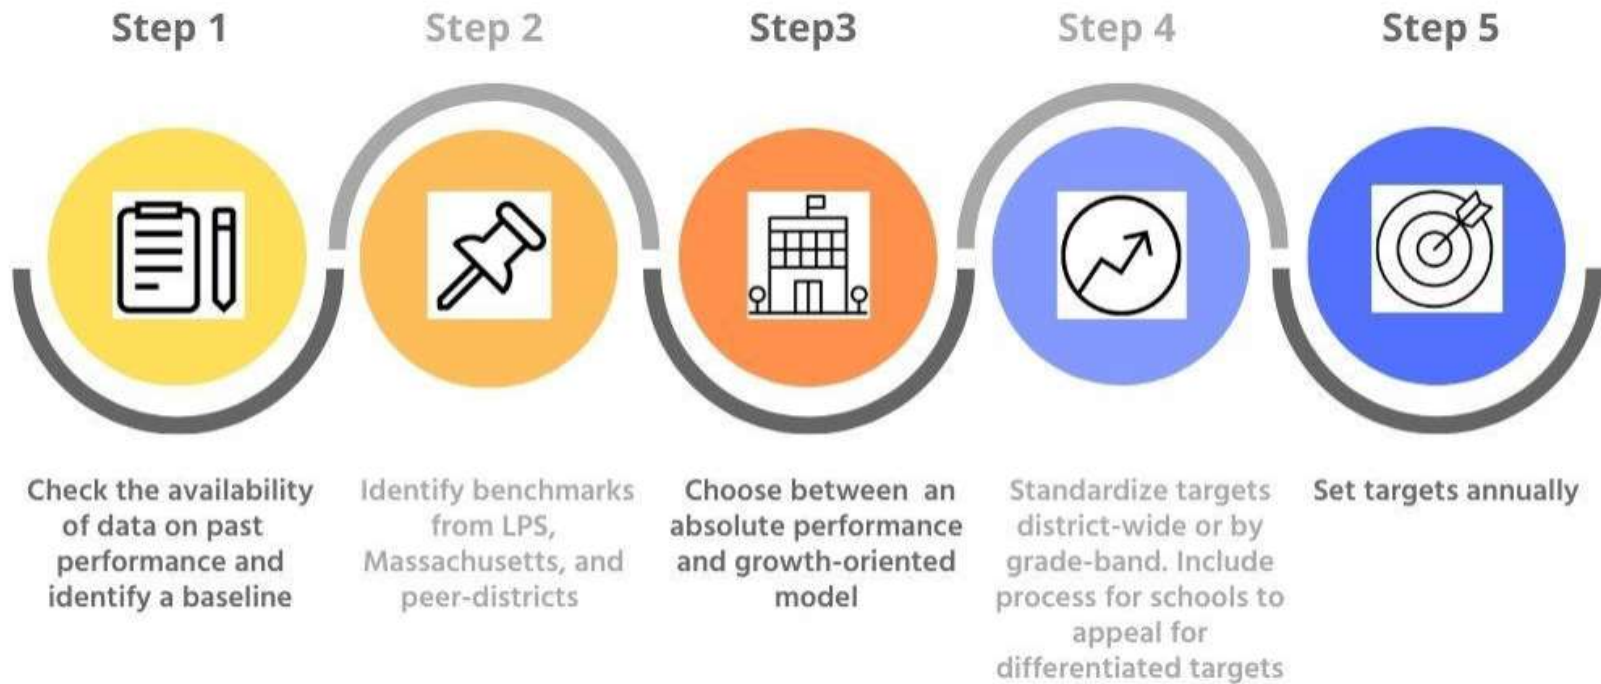 Step 1
Step 2
Step3
Step 4
Step 5
Check the availability
of data on past
performance and
identify a baseline
Identify benchmarks
from LPS,
Massachusetts, and
peer-districts
Choose between an
absolute performance
and growth-oriented
model
Standardize targets
district-wide or by
grade-band. Include
process for schools to
appeal for
differentiated targets
Set targets annually